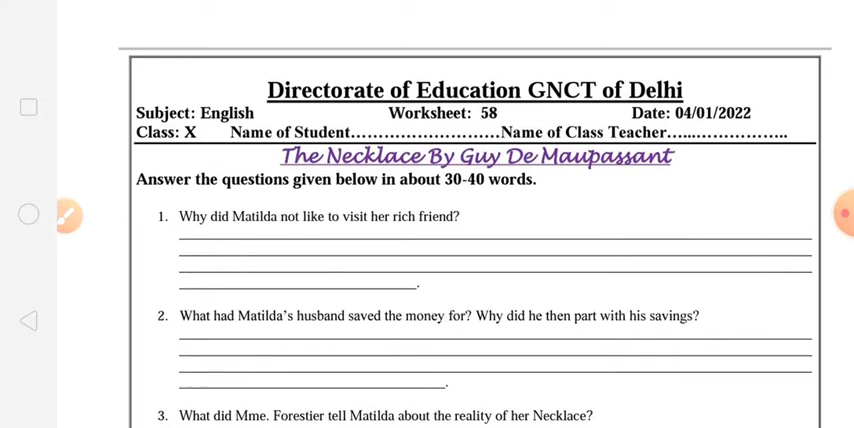 Directorate of Education GNCT of Delhi
Subject: English Worksheet: 58 Date: 04/01/2022
Class: X Name of Student............................Name of Class Teacher......................
The Necklace By Guy De Maupassant
Answer the questions given below in about 30-40 words.
1. Why did Matilda not like to visit her rich friend?
2. What had Matilda's husband saved the money for? Why did he then part with his savings?
3. What did Mme. Forestier tell Matilda about the reality of her Necklace?